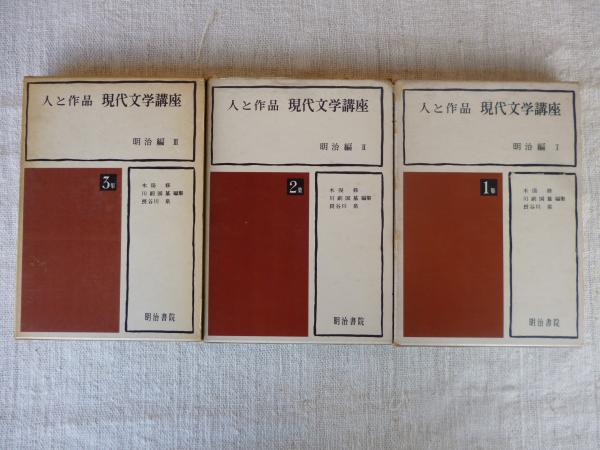 人と作品 現代文学講座
明治編 Ⅲ
3巻
木俣 修
川副国基 編集
長谷川 泉
明治書院
人と作品 現代文学講座
明治編 Ⅱ
2巻
木俣 修
川副国基 編集
長谷川 泉
明治書院
人と作品 現代文学講座
明治編 Ⅰ
1巻
木俣 修
川副国基 編集
長谷川 泉
明治書院